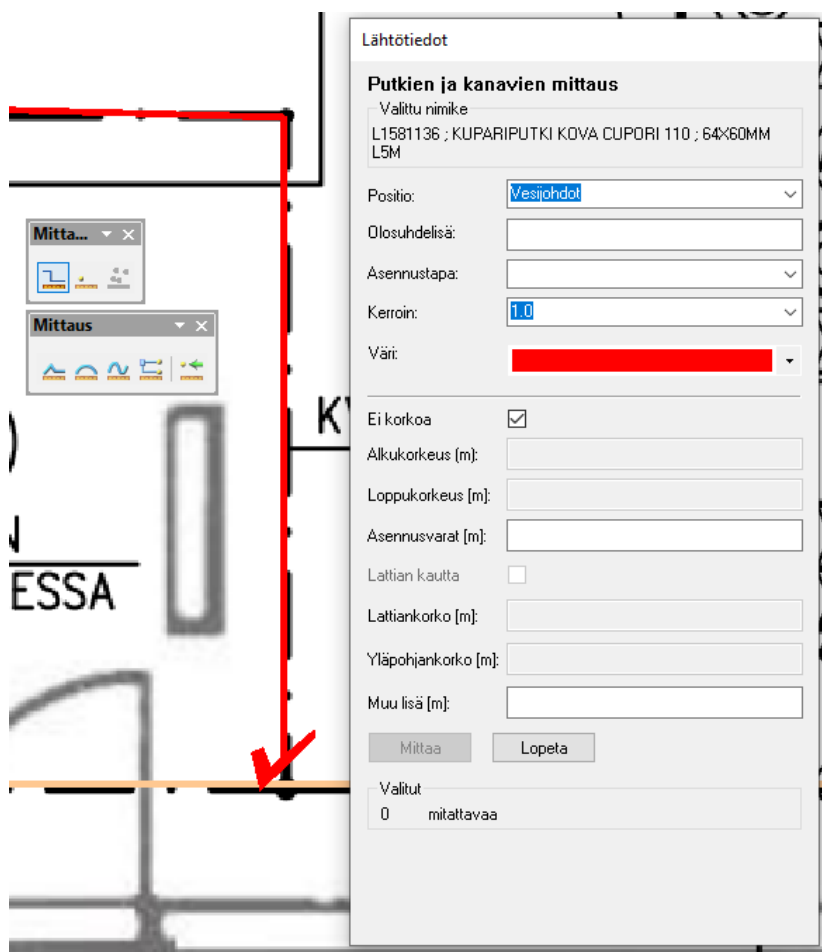 Lähtötiedot
Putkien ja kanavien mittaus
Valittu nimike
L1581136 ; KUPARIPUTKI KOVA CUPORI 110 ; 64X60MM
L5M
Positio:
Vesijohdot
Olosuhdelisä:
Asennustapa:
Kerroin:
1.0
Väri:
Ei korkoa
Alkukorkeus (m):
Loppukorkeus [m]:
Asennusvarat [m]:
Lattian kautta
Lattiankorko [m]:
Yläpohjankorko [m]:
Muu lisä [m]:
Mittaa
Lopeta
Valitut
0 mitattavaa
Mitta...
Mittaus
ESSA